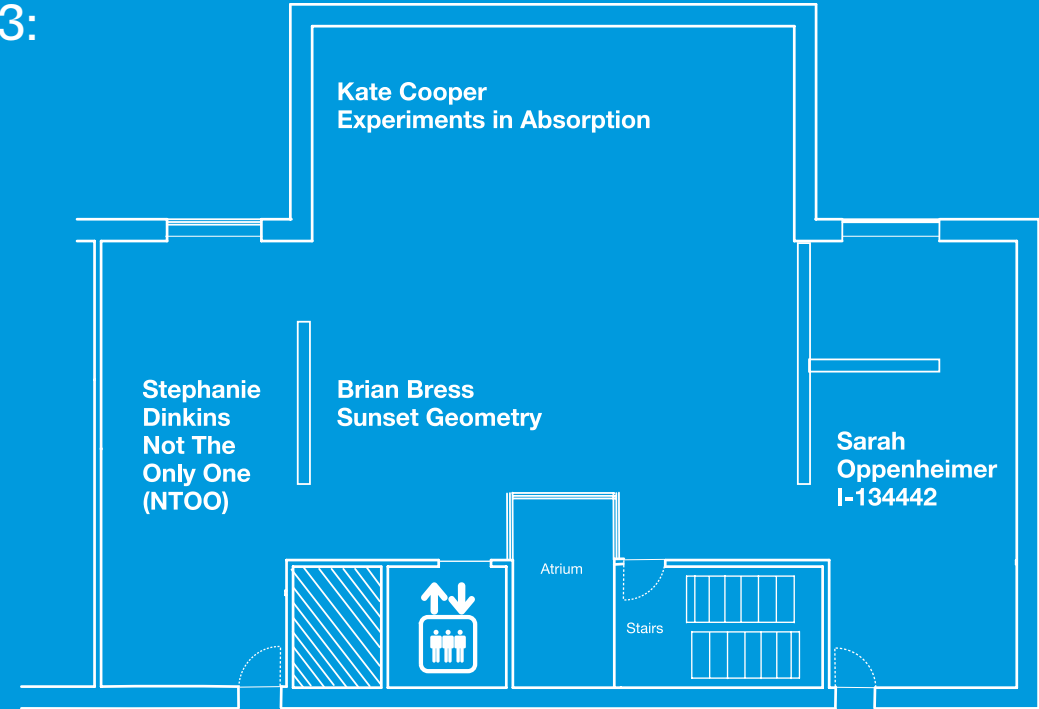 3:
Kate Cooper
Experiments in Absorption
Stephanie
Dinkins
Not The
Only One
(NTOO)
Brian Bress
Sunset Geometry
Sarah
Oppenheimer
I-134442
Atrium
Stairs